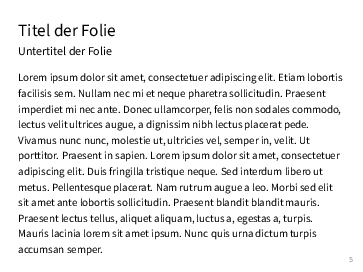 Titel der Folie
Untertitel der Folie
Lorem ipsum dolor sit amet, consectetuer adipiscing elit. Etiam lobortis
facilisis sem. Nullam nec mi et neque pharetra sollicitudin. Praesent
imperdiet mi nec ante. Donec ullamcorper, felis non sodales commodo,
lectus velit ultrices augue, a dignissim nibh lectus placerat pede.
Vivamus nunc nunc, molestie ut, ultricies vel, semper in, velit. Ut
porttitor. Praesent in sapien. Lorem ipsum dolor sit amet, consectetuer
adipiscing elit. Duis fringilla tristique neque. Sed interdum libero ut
metus. Pellentesque placerat. Nam rutrum augue a leo. Morbi sed elit
sit amet ante lobortis sollicitudin. Praesent blandit blandit mauris.
Praesent lectus tellus, aliquet aliquam, luctus a, egestas a, turpis.
Mauris lacinia lorem sit amet ipsum. Nunc quis urna dictum turpis
accumsan semper.
5